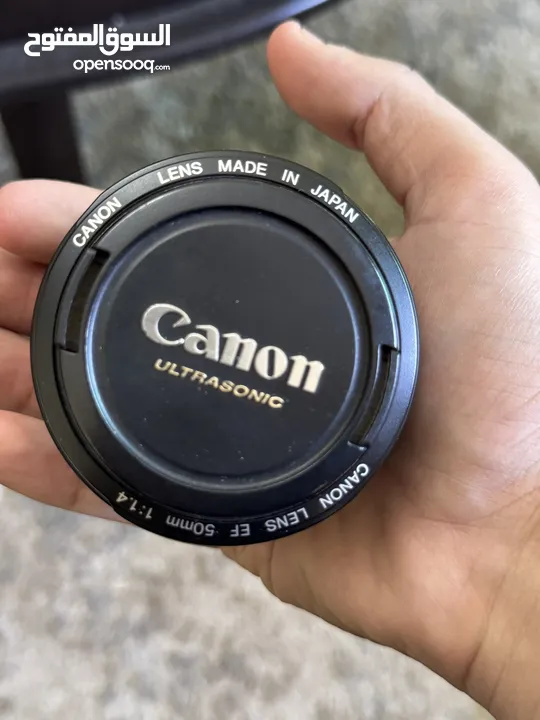 السوق المفتوح
opensooq.com
CANON LENS MADE IN JAPAN
Canon
ULTRASONIC
CANON LENS EF 50mm 1:1.4